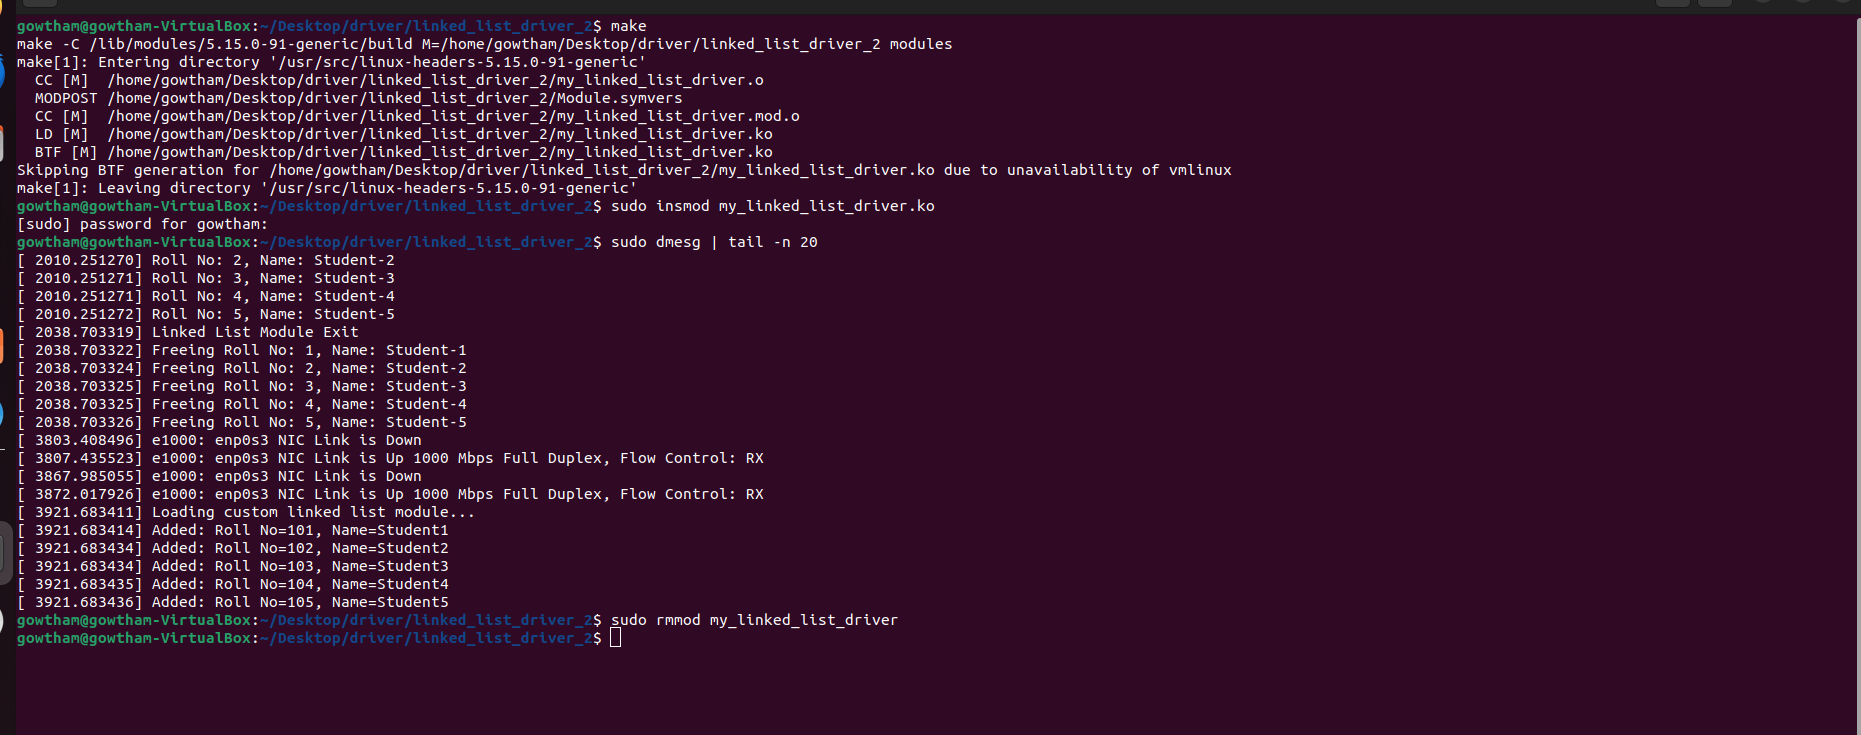 gowtham@gowtham-VirtualBox:~/Desktop/driver/linked_list_driver_2$ make
make -C /lib/modules/5.15.0-91-generic/build M=/home/gowtham/Desktop/driver/linked_list_driver_2 modules
make[1]: Entering directory '/usr/src/linux-headers-5.15.0-91-generic'
  CC [M]  /home/gowtham/Desktop/driver/linked_list_driver_2/my_linked_list_driver.o
  MODPOST /home/gowtham/Desktop/driver/linked_list_driver_2/Module.symvers
  CC [M]  /home/gowtham/Desktop/driver/linked_list_driver_2/my_linked_list_driver.mod.o
  LD [M]  /home/gowtham/Desktop/driver/linked_list_driver_2/my_linked_list_driver.ko
  BTF [M] /home/gowtham/Desktop/driver/linked_list_driver_2/my_linked_list_driver.ko
Skipping BTF generation for /home/gowtham/Desktop/driver/linked_list_driver_2/my_linked_list_driver.ko due to unavailability of vmlinux
make[1]: Leaving directory '/usr/src/linux-headers-5.15.0-91-generic'
gowtham@gowtham-VirtualBox:~/Desktop/driver/linked_list_driver_2$ sudo insmod my_linked_list_driver.ko
[sudo] password for gowtham:
gowtham@gowtham-VirtualBox:~/Desktop/driver/linked_list_driver_2$ sudo dmesg | tail -n 20
[ 2010.251270] Roll No: 2, Name: Student-2
[ 2010.251271] Roll No: 3, Name: Student-3
[ 2010.251271] Roll No: 4, Name: Student-4
[ 2010.251272] Roll No: 5, Name: Student-5
[ 2038.703319] Linked List Module Exit
[ 2038.703322] Freeing Roll No: 1, Name: Student-1
[ 2038.703324] Freeing Roll No: 2, Name: Student-2
[ 2038.703325] Freeing Roll No: 3, Name: Student-3
[ 2038.703325] Freeing Roll No: 4, Name: Student-4
[ 2038.703326] Freeing Roll No: 5, Name: Student-5
[ 3803.408496] e1000: enp0s3 NIC Link is Down
[ 3807.435523] e1000: enp0s3 NIC Link is Up 1000 Mbps Full Duplex, Flow Control: RX
[ 3867.985055] e1000: enp0s3 NIC Link is Down
[ 3872.017926] e1000: enp0s3 NIC Link is Up 1000 Mbps Full Duplex, Flow Control: RX
[ 3921.683411] Loading custom linked list module...
[ 3921.683414] Added: Roll No=101, Name=Student1
[ 3921.683434] Added: Roll No=102, Name=Student2
[ 3921.683434] Added: Roll No=103, Name=Student3
[ 3921.683435] Added: Roll No=104, Name=Student4
[ 3921.683436] Added: Roll No=105, Name=Student5
gowtham@gowtham-VirtualBox:~/Desktop/driver/linked_list_driver_2$ sudo rmmod my_linked_list_driver
gowtham@gowtham-VirtualBox:~/Desktop/driver/linked_list_driver_2$